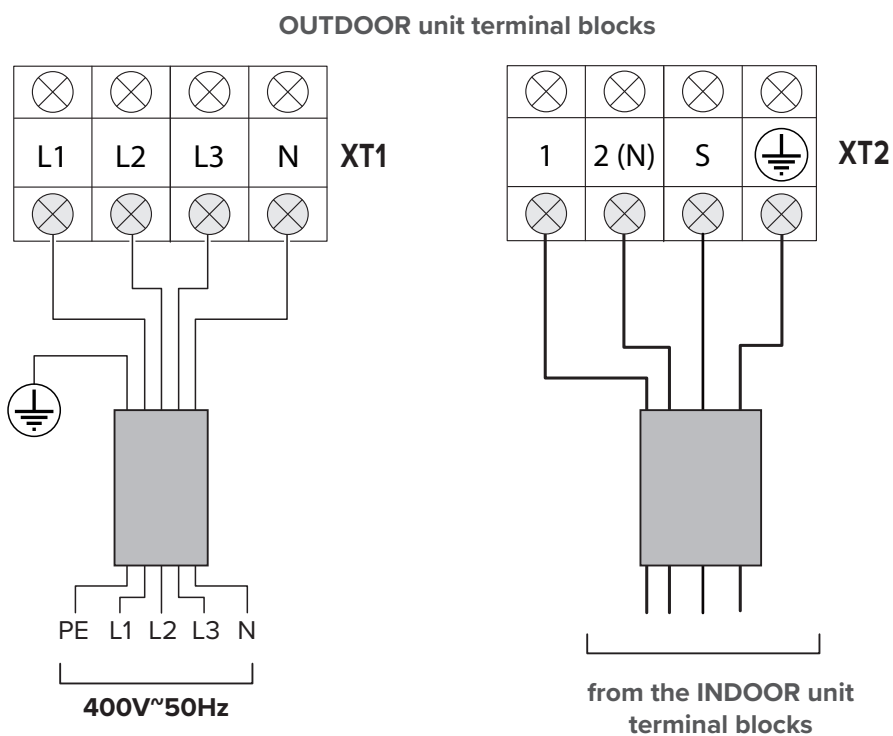 OUTDOOR unit terminal blocks
L1 L2 L3 N XT1
1 2 (N) S XT2
PE L1 L2 L3 N
400V~50Hz
from the INDOOR unit
terminal blocks